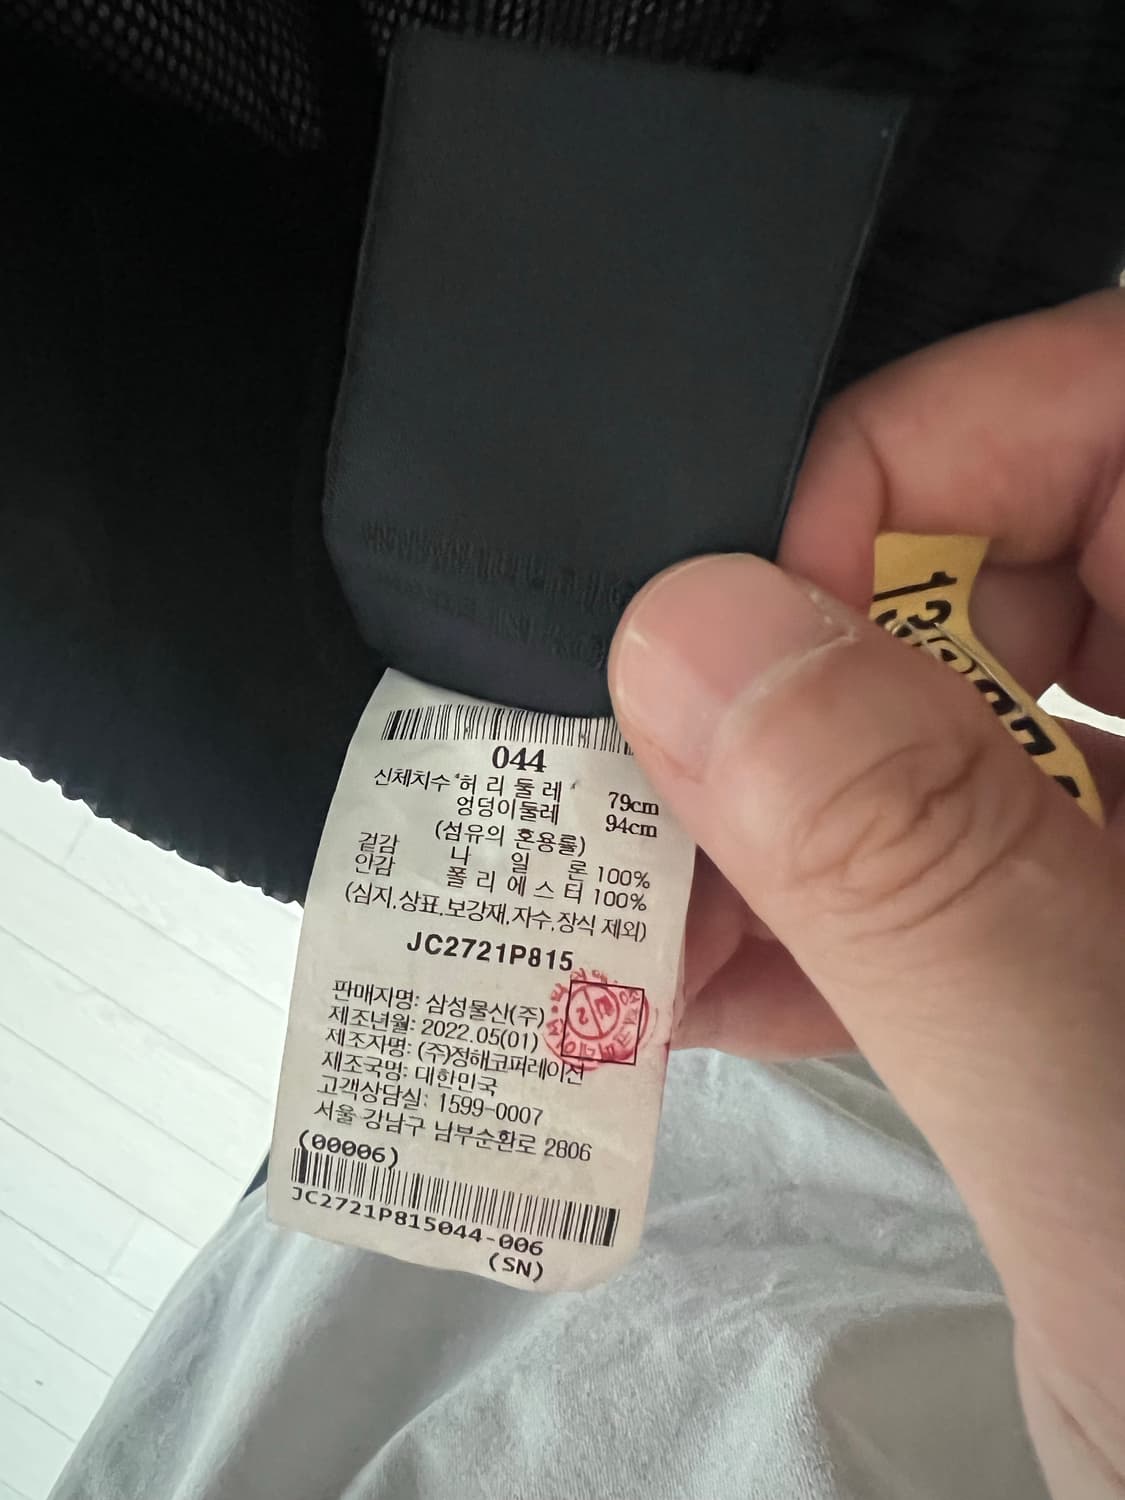 044
신체치수 허 리 둘 레 79cm
엉덩이둘레 94cm
(섬유의 혼용률)
겉감 나 일 론 100%
안감 폴 리 에 스 터 100%
(심지,상표,보강재,자수,장식 제외)
JC2721P815
판매자명: 삼성물산(주)
제조년월: 2022.05(01)
제조자명: (주)정해코퍼레이션
제조국명: 대한민국
고객상담실: 1599-0007
서울 강남구 남부순환로 2806
(00006)
JC2721P815044-006
(SN)